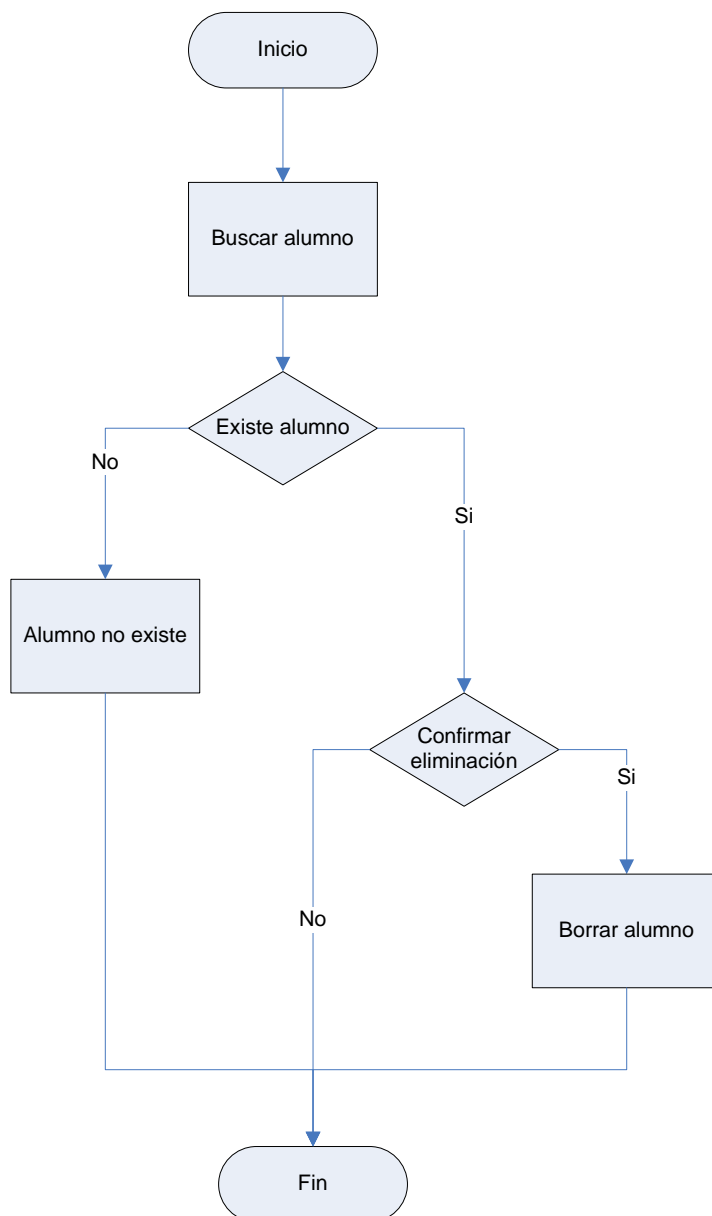 Inicio
Buscar alumno
Existe alumno
No
Si
Alumno no existe
Confirmar
eliminación
Si
No
Borrar alumno
Fin